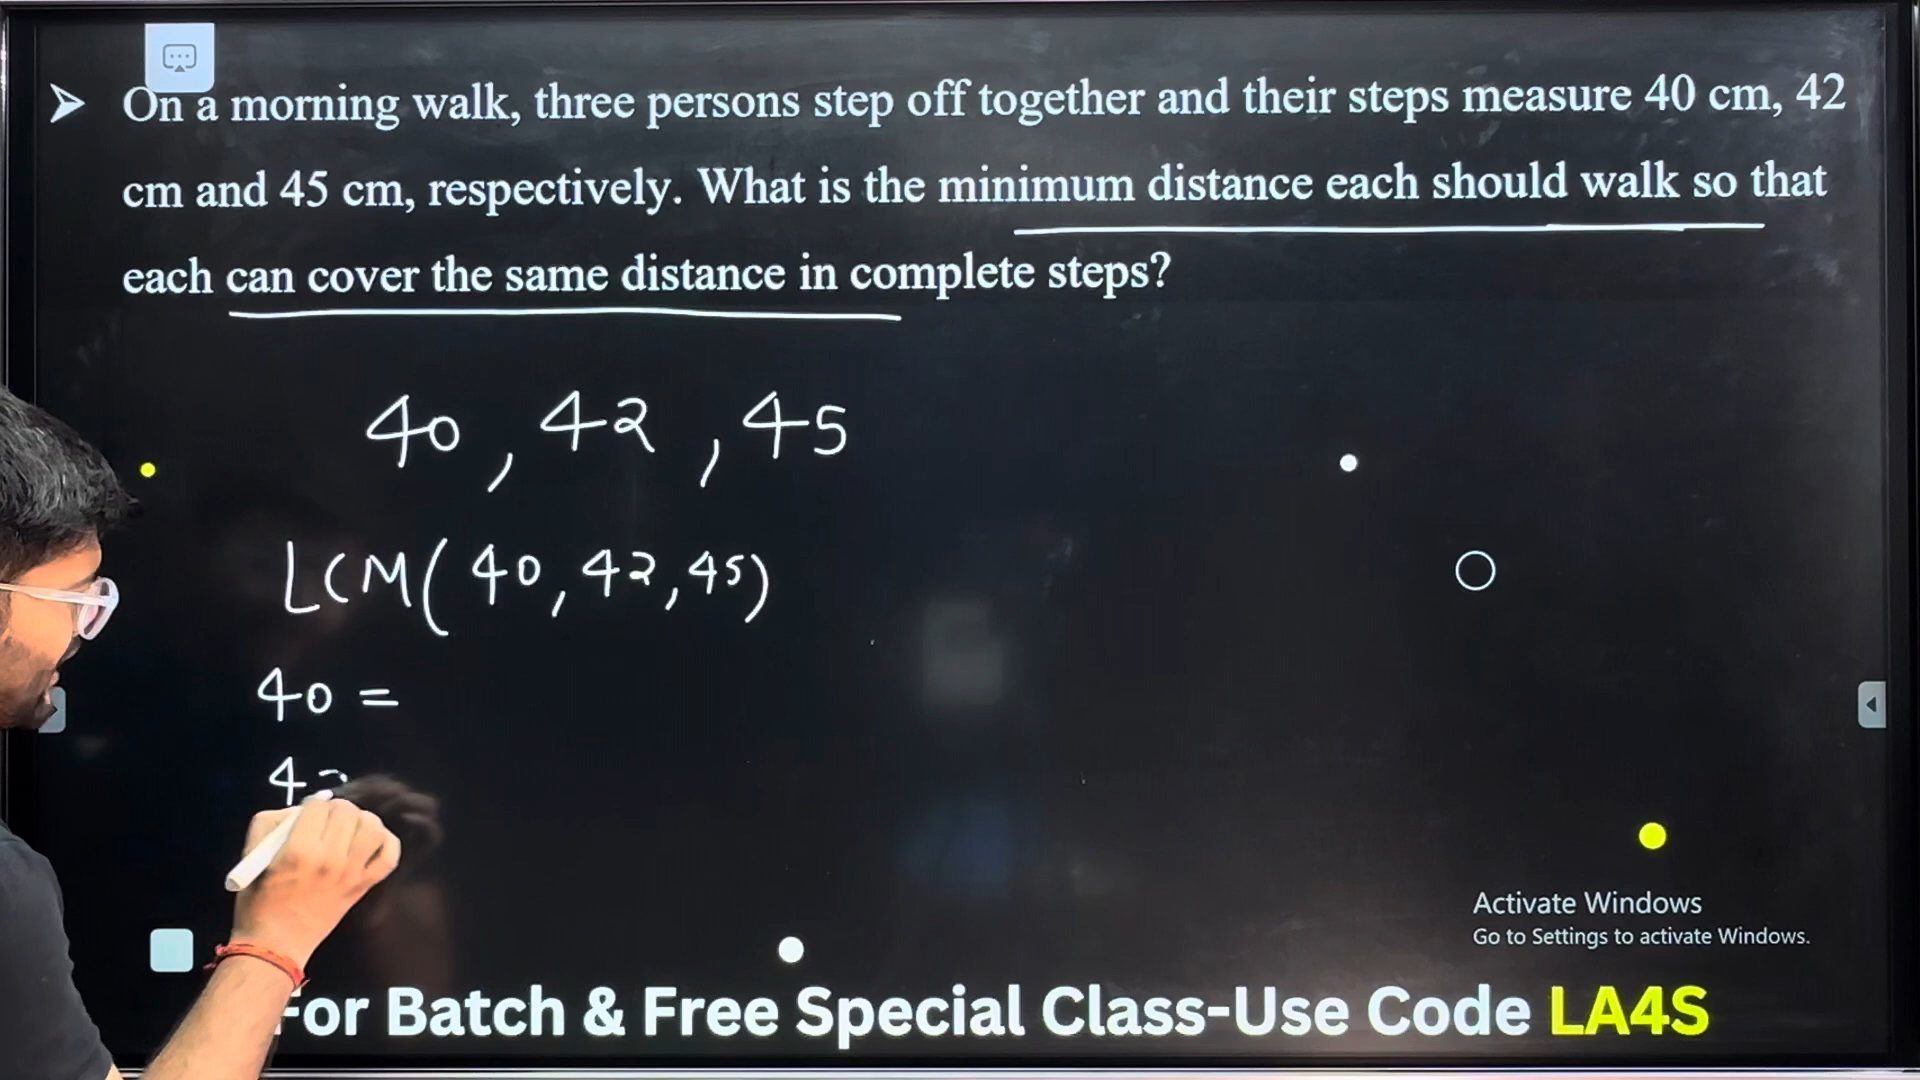 On a morning walk, three persons step off together and their steps measure 40 cm, 42
cm and 45 cm, respectively. What is the minimum distance each should walk so that
each can cover the same distance in complete steps?
40, 42, 45
LCM(40, 42, 45)
40 =
42
Activate Windows
Go to Settings to activate Windows.
For Batch & Free Special Class-Use Code LA4S